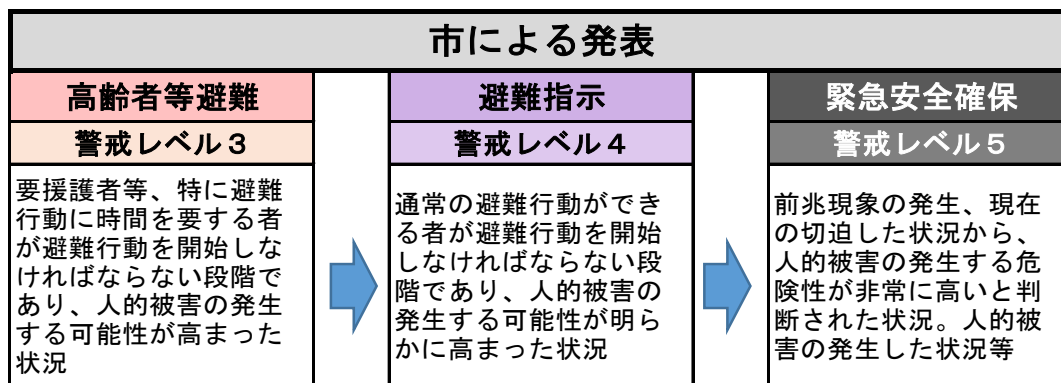 市による発表
高齢者等避難
警戒レベル３
要援護者等、特に避難
行動に時間を要する者
が避難行動を開始しな
ければならない段階で
あり、人的被害の発生
する可能性が高まった
状況
避難指示
警戒レベル４
通常の避難行動ができ
る者が避難行動を開始
しなければならない段
階であり、人的被害の
発生する可能性が明ら
かに高まった状況
緊急安全確保
警戒レベル５
前兆現象の発生、現在
の切迫した状況から、
人的被害の発生する危
険性が非常に高いと判
断された状況。人的被
害の発生した状況等